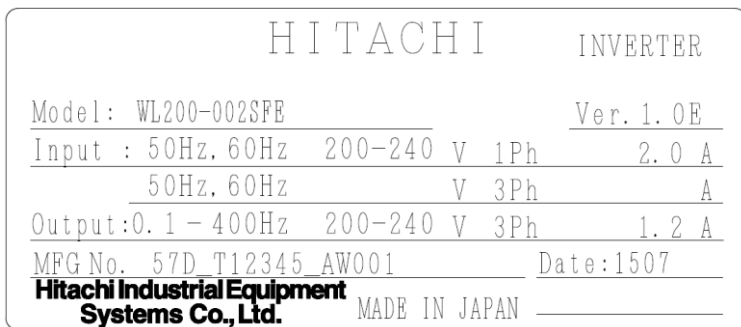 HITACHI INVERTER
Model: WL200-002SFE Ver. 1. 0E
Input : 50Hz, 60Hz 200-240 V 1Ph 2. 0 A
50Hz, 60Hz V 3Ph A
Output:0. 1 - 400Hz 200-240 V 3Ph 1. 2 A
MFG No. 57D_T12345_AW001 Date:1507
Hitachi Industrial Equipment
Systems Co., Ltd. MADE IN JAPAN